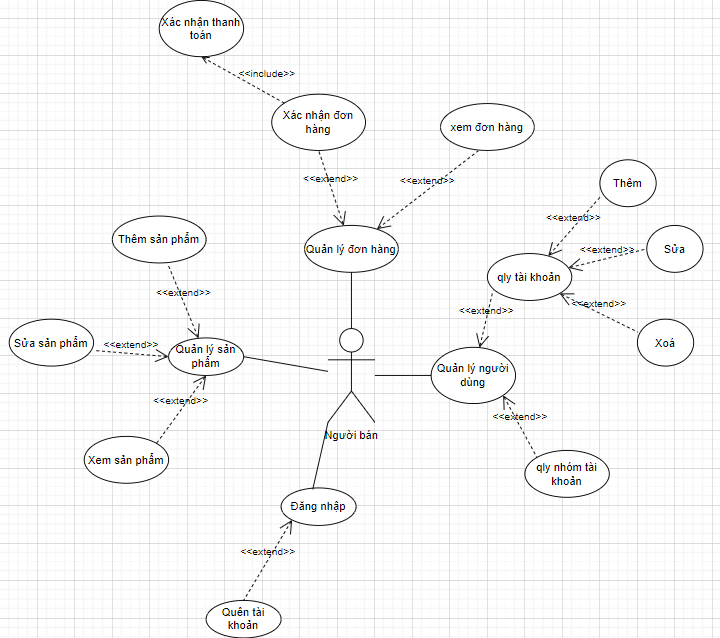 Xác nhận thanh
toán
<<include>>
Xác nhận đơn
hàng
xem đơn hàng
<<extend>>
<<extend>>
Thêm
<<extend>>
Thêm sản phẩm
Quản lý đơn hàng
<<extend>>
Sửa
qly tài khoản
<<extend>>
<<extend>>
<<extend>>
Sửa sản phẩm
<<extend>>
Quản lý sản
phẩm
Xoá
Quản lý người
dùng
<<extend>>
<<extend>>
Người bán
Xem sản phẩm
qly nhóm tài
khoản
Đăng nhập
<<extend>>
Quên tài
khoản